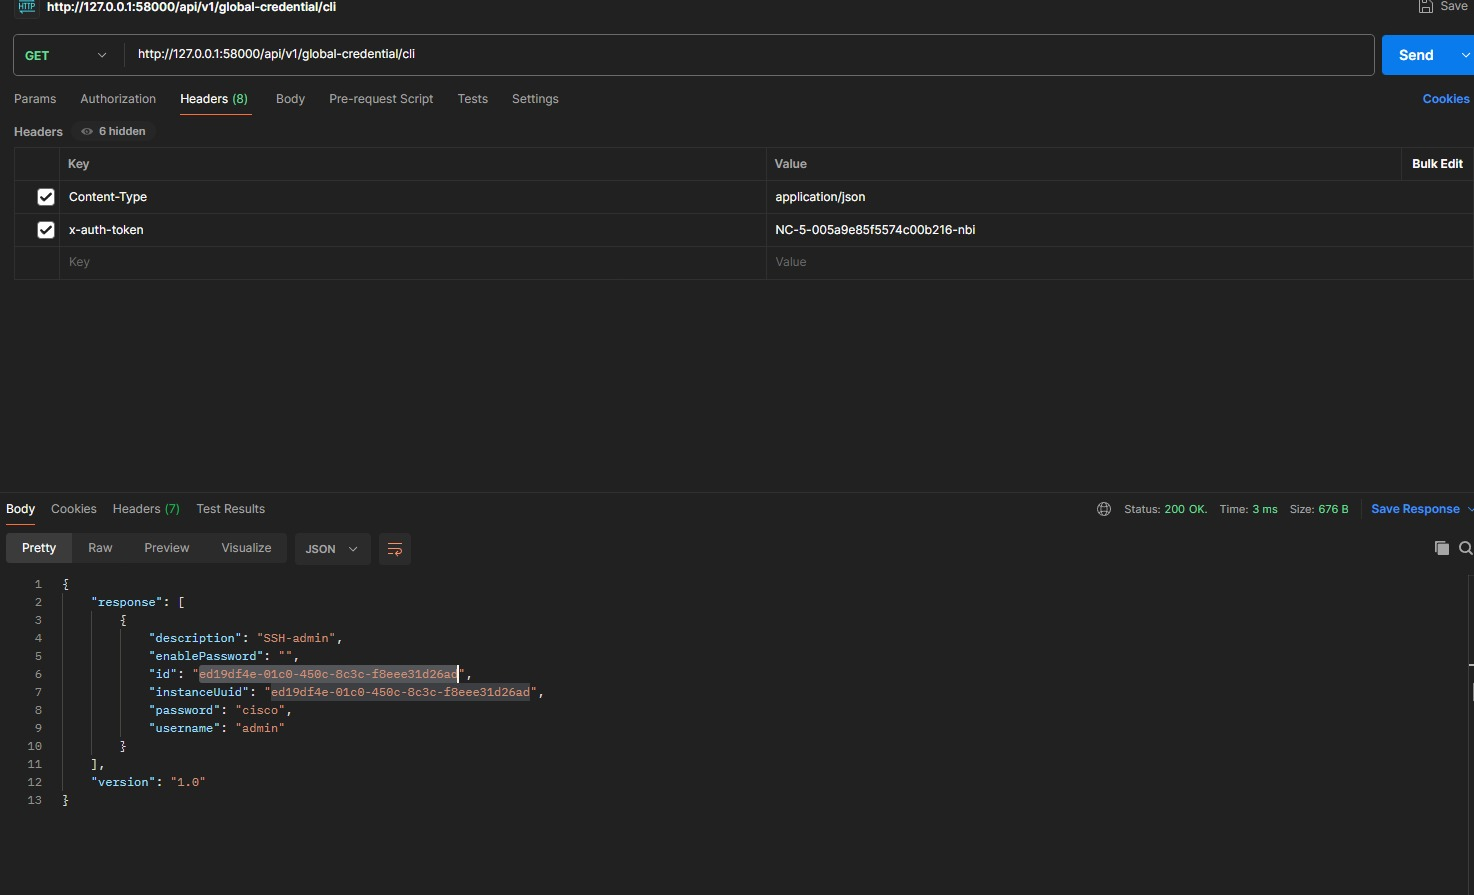 HTTP http://127.0.0.1:58000/api/v1/global-credential/cli Save
GET http://127.0.0.1:58000/api/v1/global-credential/cli Send
Params Authorization Headers (8) Body Pre-request Script Tests Settings Cookies
Headers 6 hidden
Key Value Bulk Edit
Content-Type application/json
x-auth-token NC-5-005a9e85f5574c00b216-nbi
Key Value
Body Cookies Headers (7) Test Results Status: 200 OK. Time: 3 ms Size: 676 B Save Response
Pretty Raw Preview Visualize JSON
1 {
2 "response": [
3 {
4 "description": "SSH-admin",
5 "enablePassword": "",
6 "id": "ed19df4e-01c0-450c-8c3c-f8eee31d26ad",
7 "instanceUuid": "ed19df4e-01c0-450c-8c3c-f8eee31d26ad",
8 "password": "cisco",
9 "username": "admin"
10 }
11 ],
12 "version": "1.0"
13 }